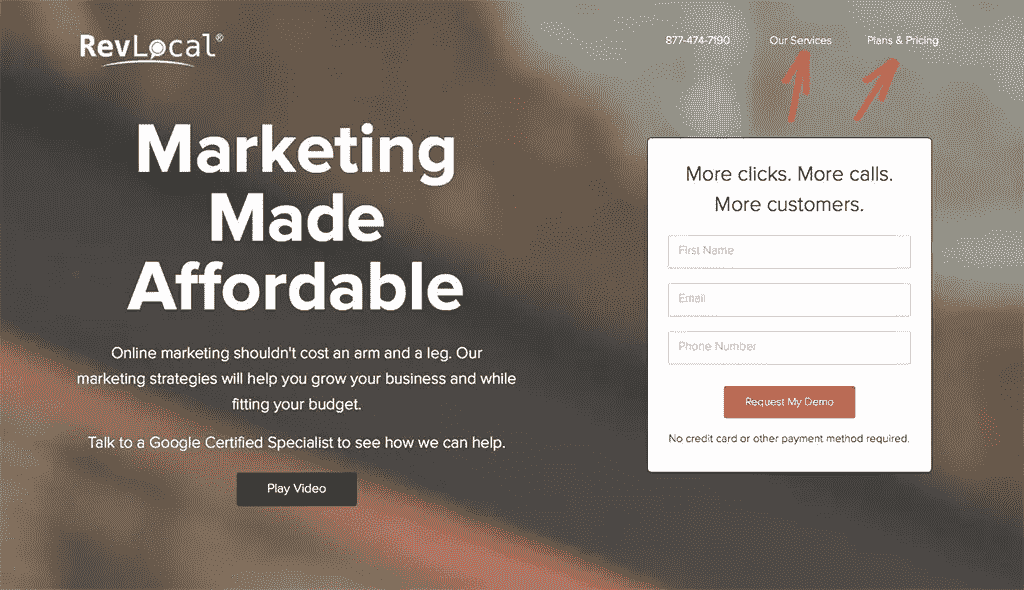 RevLocal®
877-474-7190 Our Services Plans & Pricing
Marketing
Made
Affordable
Online marketing shouldn't cost an arm and a leg. Our
marketing strategies will help you grow your business and while
fitting your budget.
Talk to a Google Certified Specialist to see how we can help.
Play Video
More clicks. More calls.
More customers.
First Name
Email
Phone Number
Request My Demo
No credit card or other payment method required.